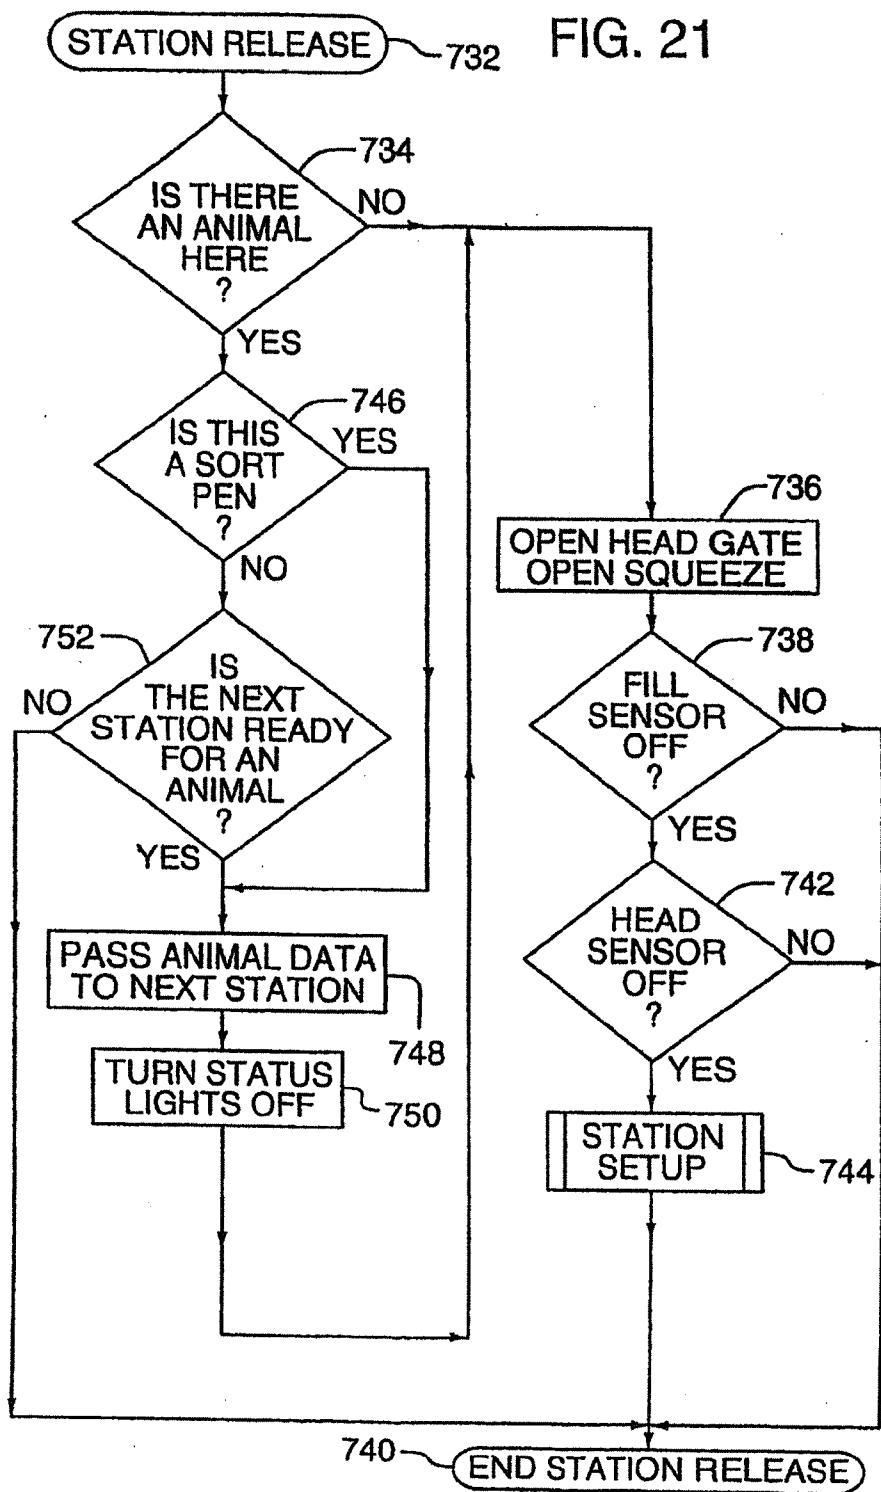 STATION RELEASE
732
FIG. 21
734
IS THERE
AN ANIMAL
HERE
?
NO
YES
746
IS THIS
A SORT
PEN
?
YES
NO
752
IS
THE NEXT
STATION READY
FOR AN
ANIMAL
?
NO
YES
PASS ANIMAL DATA
TO NEXT STATION
748
TURN STATUS
LIGHTS OFF
750
736
OPEN HEAD GATE
OPEN SQUEEZE
738
FILL
SENSOR
OFF
?
NO
YES
742
HEAD
SENSOR
OFF
?
NO
YES
STATION
SETUP
744
740
END STATION RELEASE